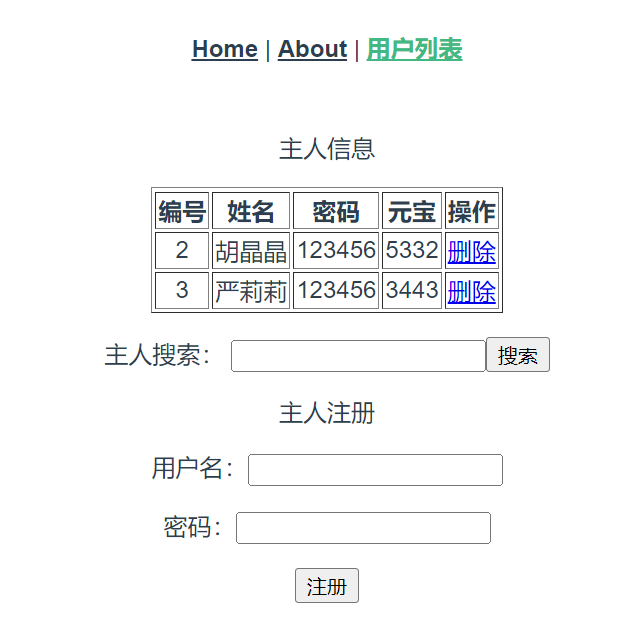 Home | About | 用户列表
主人信息
编号 姓名 密码 元宝 操作
2 胡晶晶 123456 5332 删除
3 严莉莉 123456 3443 删除
主人搜索： 搜索
主人注册
用户名：
密码：
注册